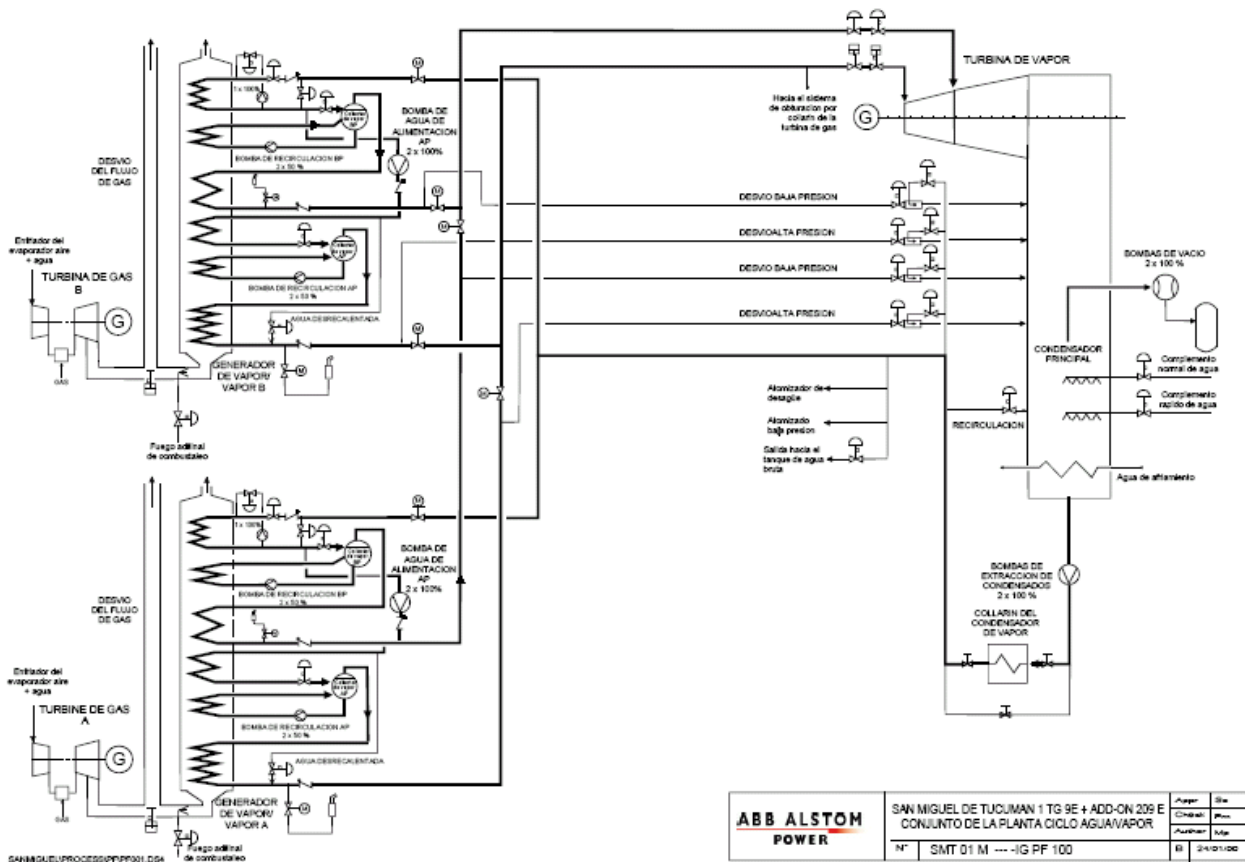 TURBINA DE VAPOR
Hacia el sistema
de obturacion por
collarin de la
turbina de gas
G
1 x 100%
BOMBA DE
AGUA DE
ALIMENTACION
AP
2 x 100%
BOMBA DE RECIRCULACION BP
2 x 50 %
DESVIO
DEL FLUJO
DE GAS
M
M
M
M
M
DESVIO BAJA PRESION
DESVIOALTA PRESION
DESVIO BAJA PRESION
DESVIOALTA PRESION
Enfriador del
evaporador aire
+ agua
TURBINA DE GAS
B
G
GAS
BOMBA DE RECIRCULACION AP
2 x 50%
AGUA DESRECALENTADA
GENERADOR
DE VAPOR/
VAPOR B
M
M
Fuego
de combustaleo
BOMBAS DE VACIO
2 x 100 %
CONDENSADOR
PRINCIPAL
Complemento
normal de agua
Complemento
rapido de agua
Atomizador de
desagüe
Atomizado
baja presion
Salida hacia el
tanque de agua
bruta
RECIRCULACION
Agua de
1 x 100%
M
BOMBA DE
AGUA DE
ALIMENTACION
AP
2 x 100%
BOMBA DE RECIRCULACION BP
2 x 50%
DESVIO
DEL FLUJO
DE GAS
BOMBAS DE
EXTRACCION DE
CONDENSADOS
2 x 100 %
COLLARIN DEL
CONDENSADOR
DE VAPOR
Enfriador del
evaporador aire
+ agua
TURBINE DE GAS
A
G
GAS
BOMBA DE RECIRCULACION AP
2 x 50%
AGUA DESRECALENTADA
GENERADOR
DE VAPOR/
VAPOR A
M
Fuego
de combustaleo
ABB ALSTOM
POWER
SAN MIGUEL DE TUCUMAN 1 TG 9E + ADD-ON 209 E
CONJUNTO DE LA PLANTA CICLO AGUA/VAPOR
N° SMT 01 M --- -IG PF 100
Appr
Check
Author
B 24/01/00